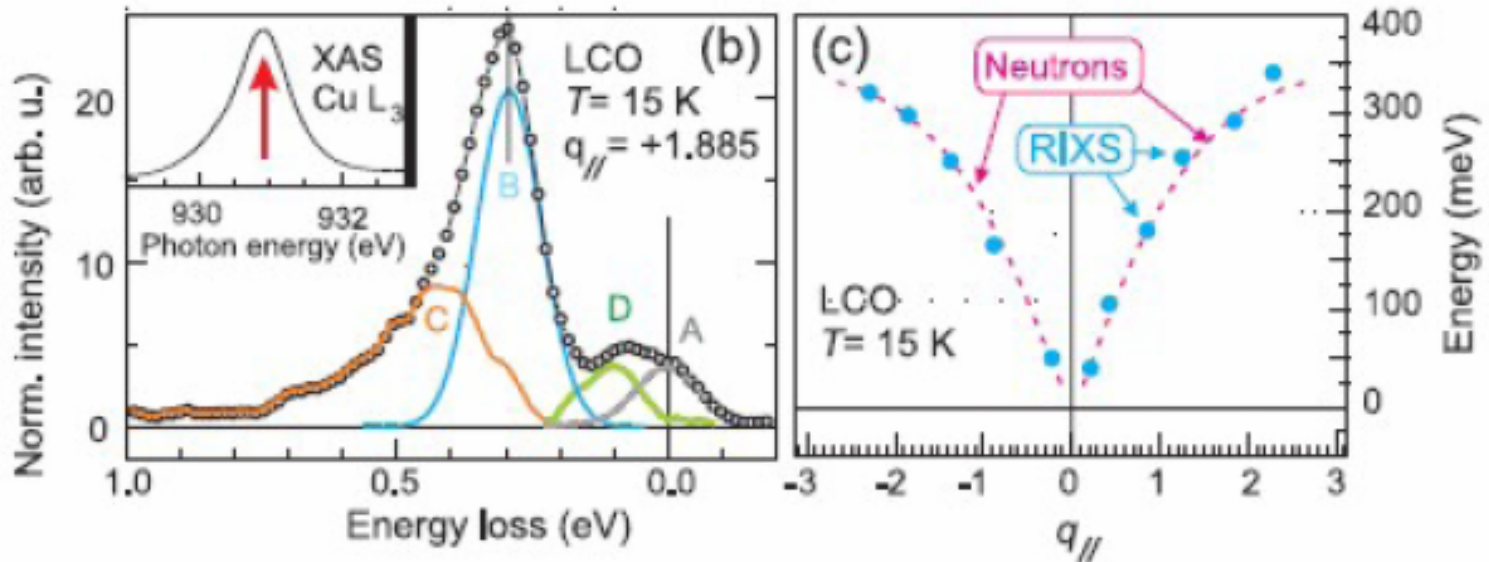 (b)
XAS
Cu L3
930
932
Photon energy (eV)
LCO
T= 15 K
q// = +1.885
B
C
D
A
20
10
0
Norm. intensity (arb. u.)
1.0
0.5
0.0
Energy loss (eV)
(c)
Neutrons
RIXS
LCO
T= 15 K
400
300
200
100
0
Energy (meV)
-3
-2
-1
0
1
2
3
q//